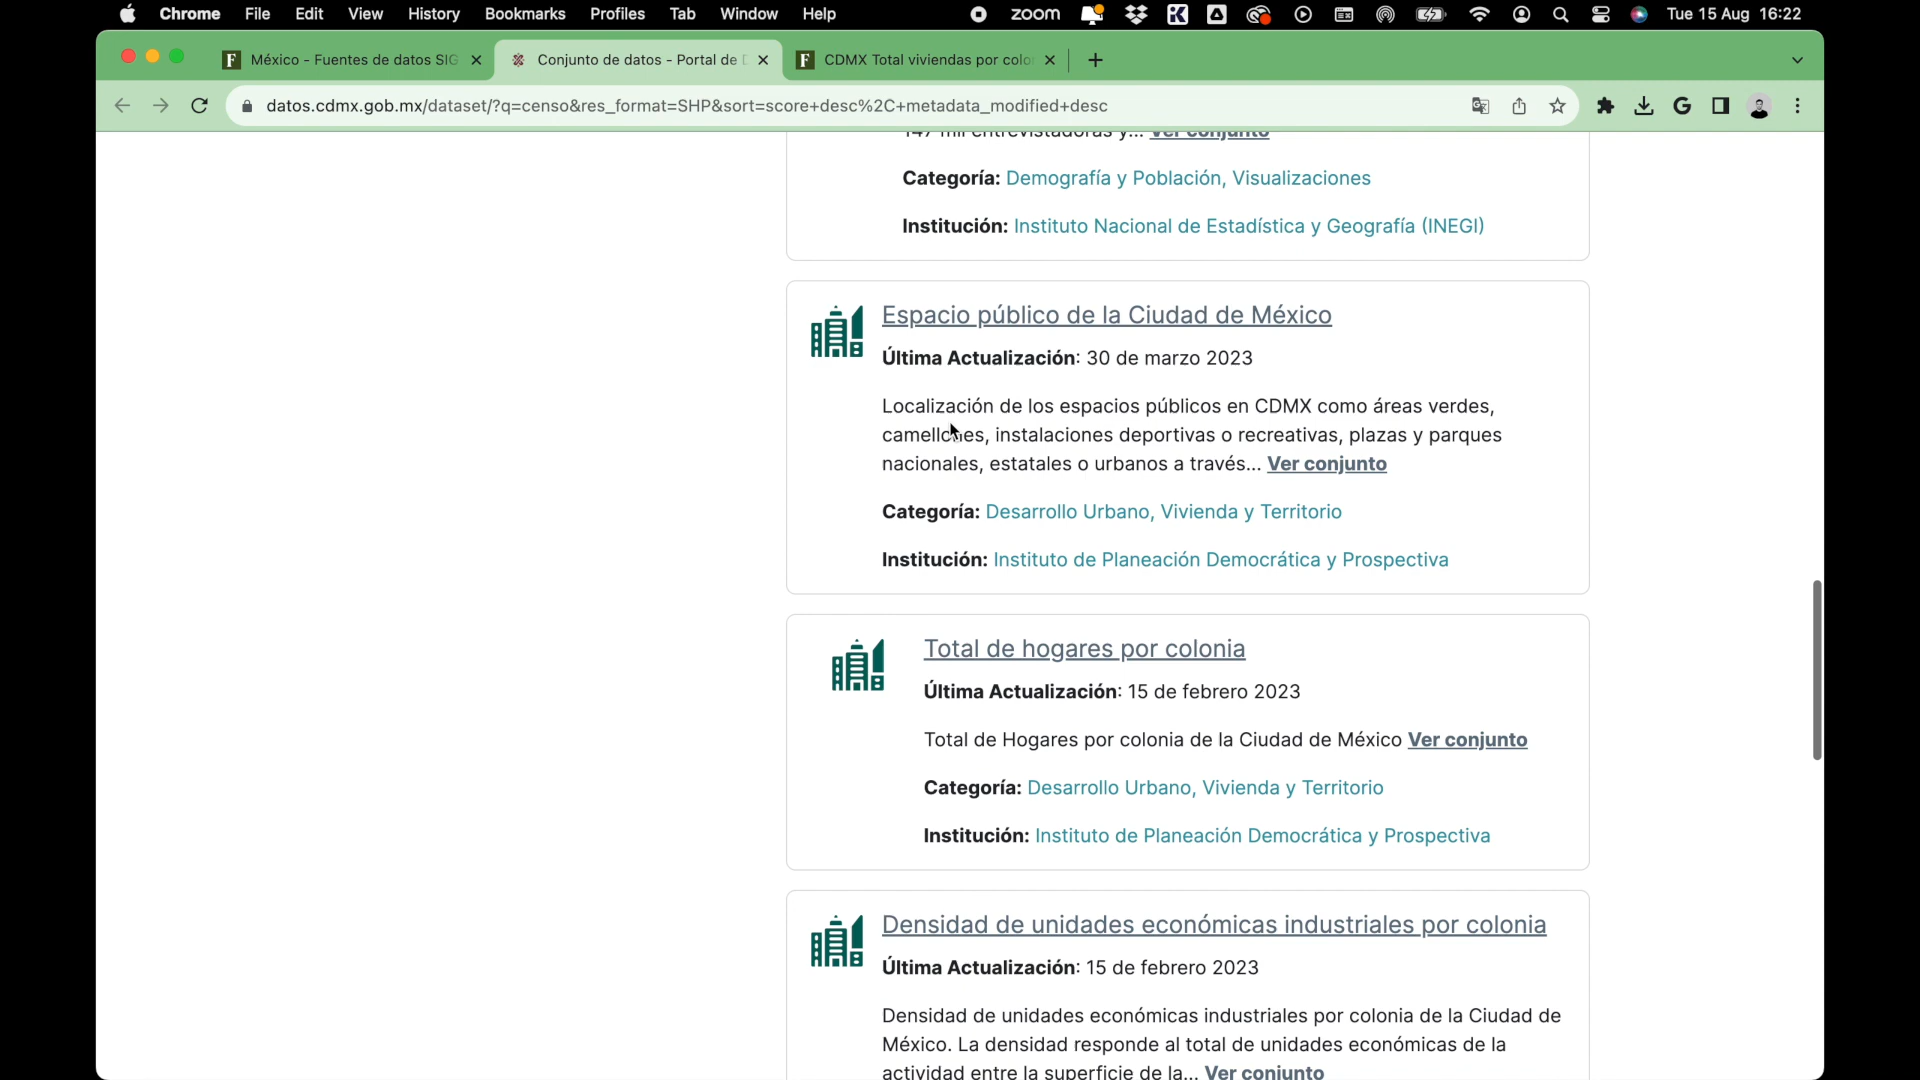 Chrome File Edit View History Bookmarks Profiles Tab Window Help zoom Tue 15 Aug 16:22
México - Fuentes de datos SIG Conjunto de datos - Portal de D CDMX Total viviendas por colo
datos.cdmx.gob.mx/dataset/?q=censo&res_format=SHP&sort=score+desc%2C+metadata_modified+desc
147 mil entrevistadoras y... Ver conjunto
Categoría: Demografía y Población, Visualizaciones
Institución: Instituto Nacional de Estadística y Geografía (INEGI)
Espacio público de la Ciudad de México
Última Actualización: 30 de marzo 2023
Localización de los espacios públicos en CDMX como áreas verdes,
camellones, instalaciones deportivas o recreativas, plazas y parques
nacionales, estatales o urbanos a través... Ver conjunto
Categoría: Desarrollo Urbano, Vivienda y Territorio
Institución: Instituto de Planeación Democrática y Prospectiva
Total de hogares por colonia
Última Actualización: 15 de febrero 2023
Total de Hogares por colonia de la Ciudad de México Ver conjunto
Categoría: Desarrollo Urbano, Vivienda y Territorio
Institución: Instituto de Planeación Democrática y Prospectiva
Densidad de unidades económicas industriales por colonia
Última Actualización: 15 de febrero 2023
Densidad de unidades económicas industriales por colonia de la Ciudad de
México. La densidad responde al total de unidades económicas de la
actividad entre la superficie de la... Ver conjunto